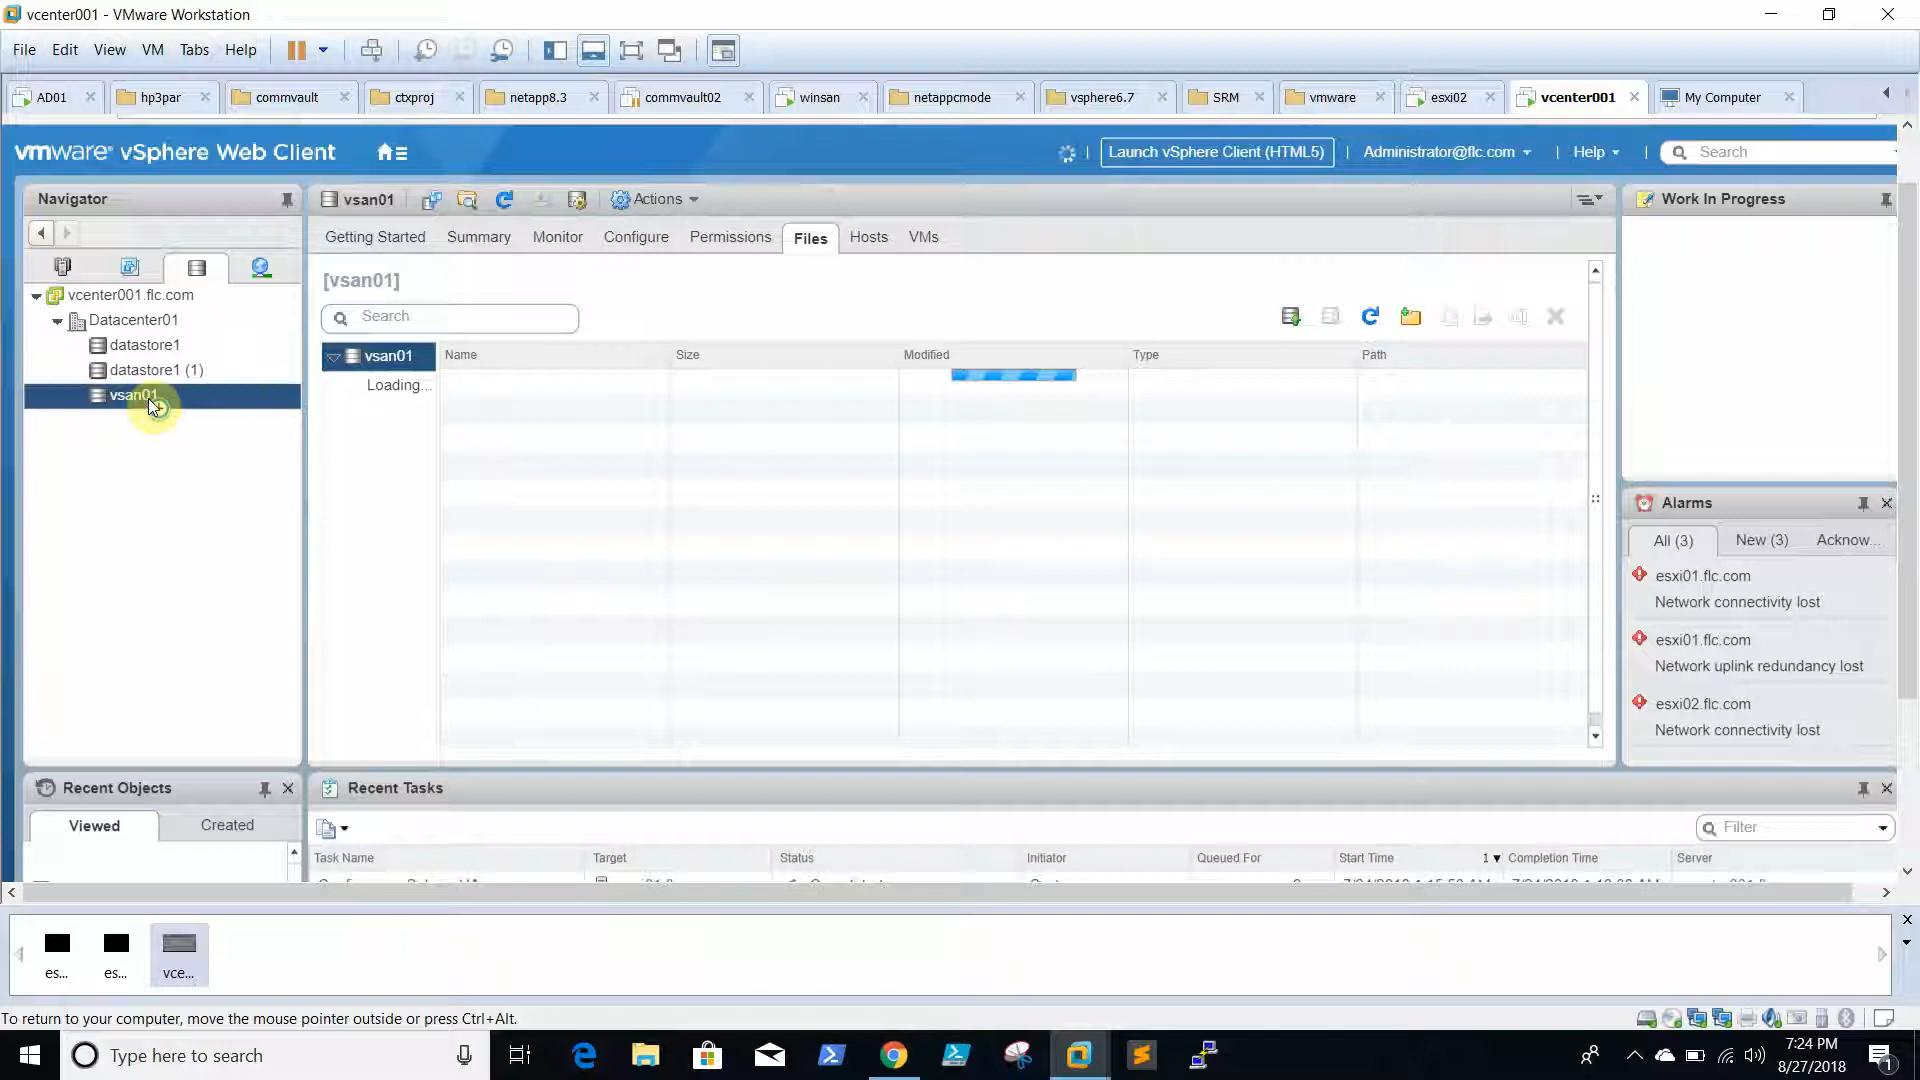 vcenter001 - VMware Workstation
File Edit View VM Tabs Help
AD01 hp3par commvault ctxproj netapp8.3 commvault02 winsan netappcmode vsphere6.7 SRM vmware esxi02 vcenter001 My Computer
vmware® vSphere Web Client Launch vSphere Client (HTML5) Administrator@flc.com Help Search
Navigator vsan01 Actions Work In Progress
Getting Started Summary Monitor Configure Permissions Files Hosts VMs
vcenter001.flc.com
Datacenter01
datastore1
datastore1 (1)
vsan01
[vsan01]
Search
vsan01 Name Size Modified Type Path
Loading...
Alarms
All (3) New (3) Acknow...
esxi01.flc.com
Network connectivity lost
esxi01.flc.com
Network uplink redundancy lost
esxi02.flc.com
Network connectivity lost
Recent Objects Recent Tasks
Viewed Created Filter
Task Name Target Status Initiator Queued For Start Time 1 Completion Time Server
es... es... vce...
To return to your computer, move the mouse pointer outside or press Ctrl+Alt.
Type here to search
7:24 PM
8/27/2018
1